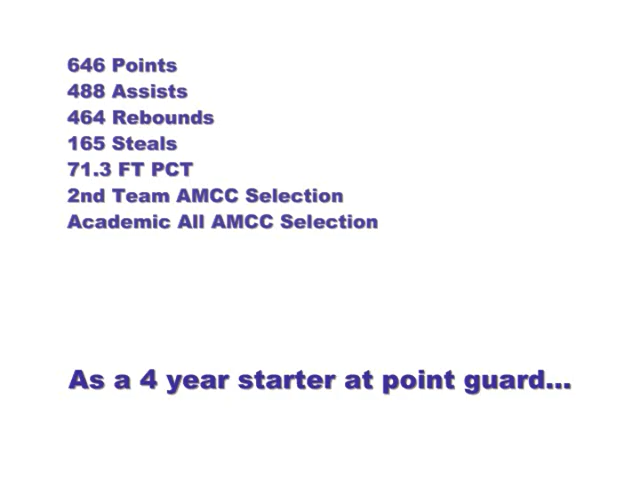 646 Points
488 Assists
464 Rebounds
165 Steals
71.3 FT PCT
2nd Team AMCC Selection
Academic All AMCC Selection
As a 4 year starter at point guard...